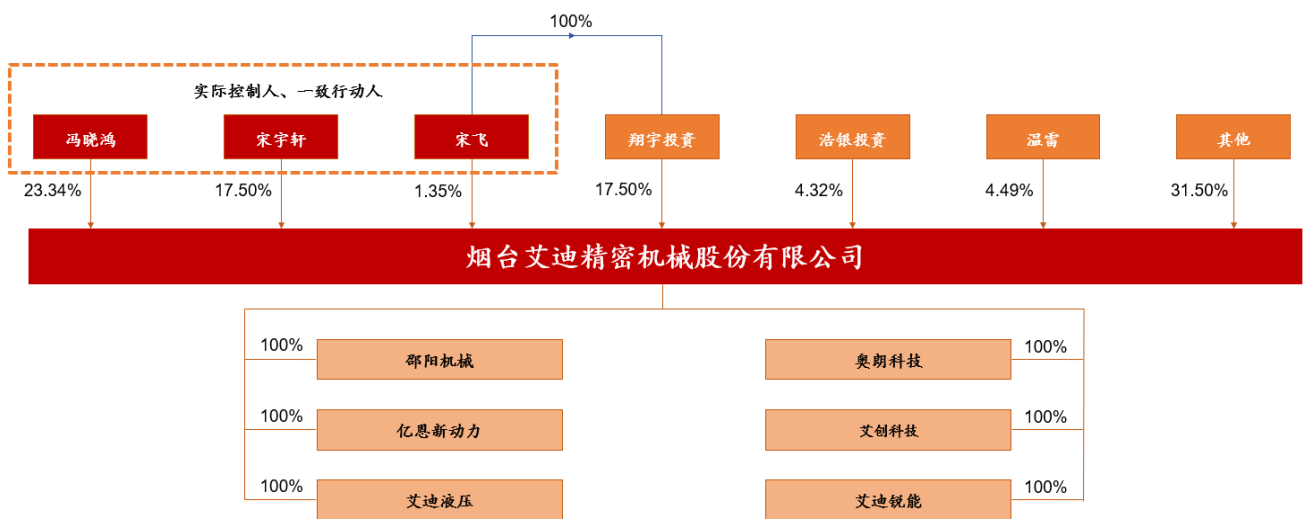 100%
实际控制人、一致行动人
冯晓鸿
宋宇轩
宋飞
翔宇投资
浩银投资
温雷
其他
23.34%
17.50%
1.35%
17.50%
4.32%
4.49%
31.50%
烟台艾迪精密机械股份有限公司
100%
邵阳机械
奥朗科技
100%
100%
亿恩新动力
艾创科技
100%
100%
艾迪液压
艾迪锐能
100%